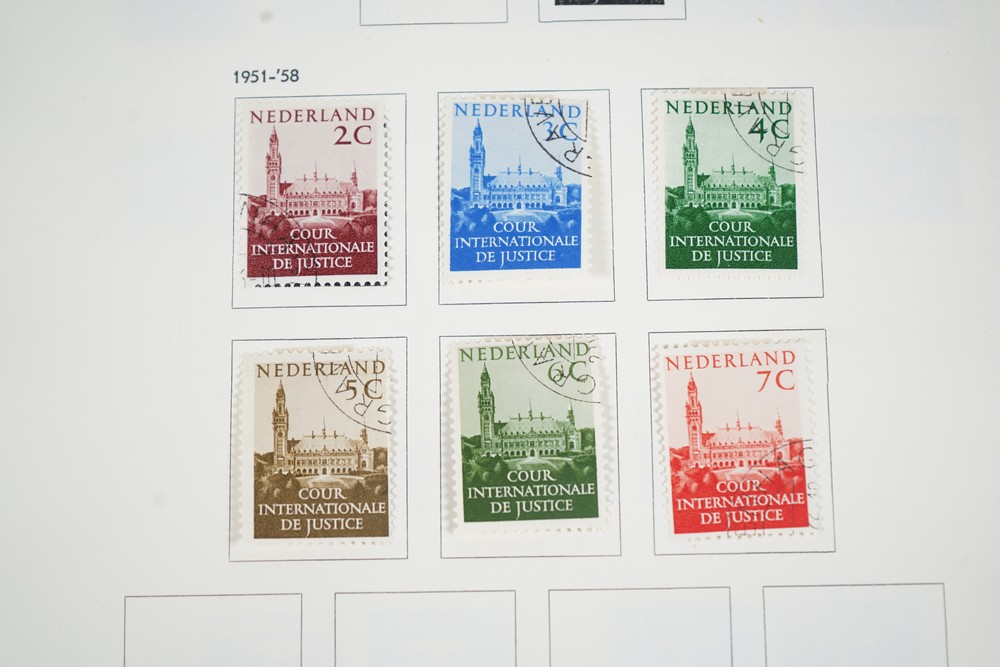 1951-'58
NEDERLAND
2C
COUR
INTERNATIONALE
DE JUSTICE
NEDERLAND
3C
COUR
INTERNATIONALE
DE JUSTICE
NEDERLAND
4C
COUR
INTERNATIONALE
DE JUSTICE
NEDERLAND
5C
COUR
INTERNATIONALE
DE JUSTICE
NEDERLAND
6C
COUR
INTERNATIONALE
DE JUSTICE
NEDERLAND
7C
COUR
INTERNATIONALE
DE JUSTICE